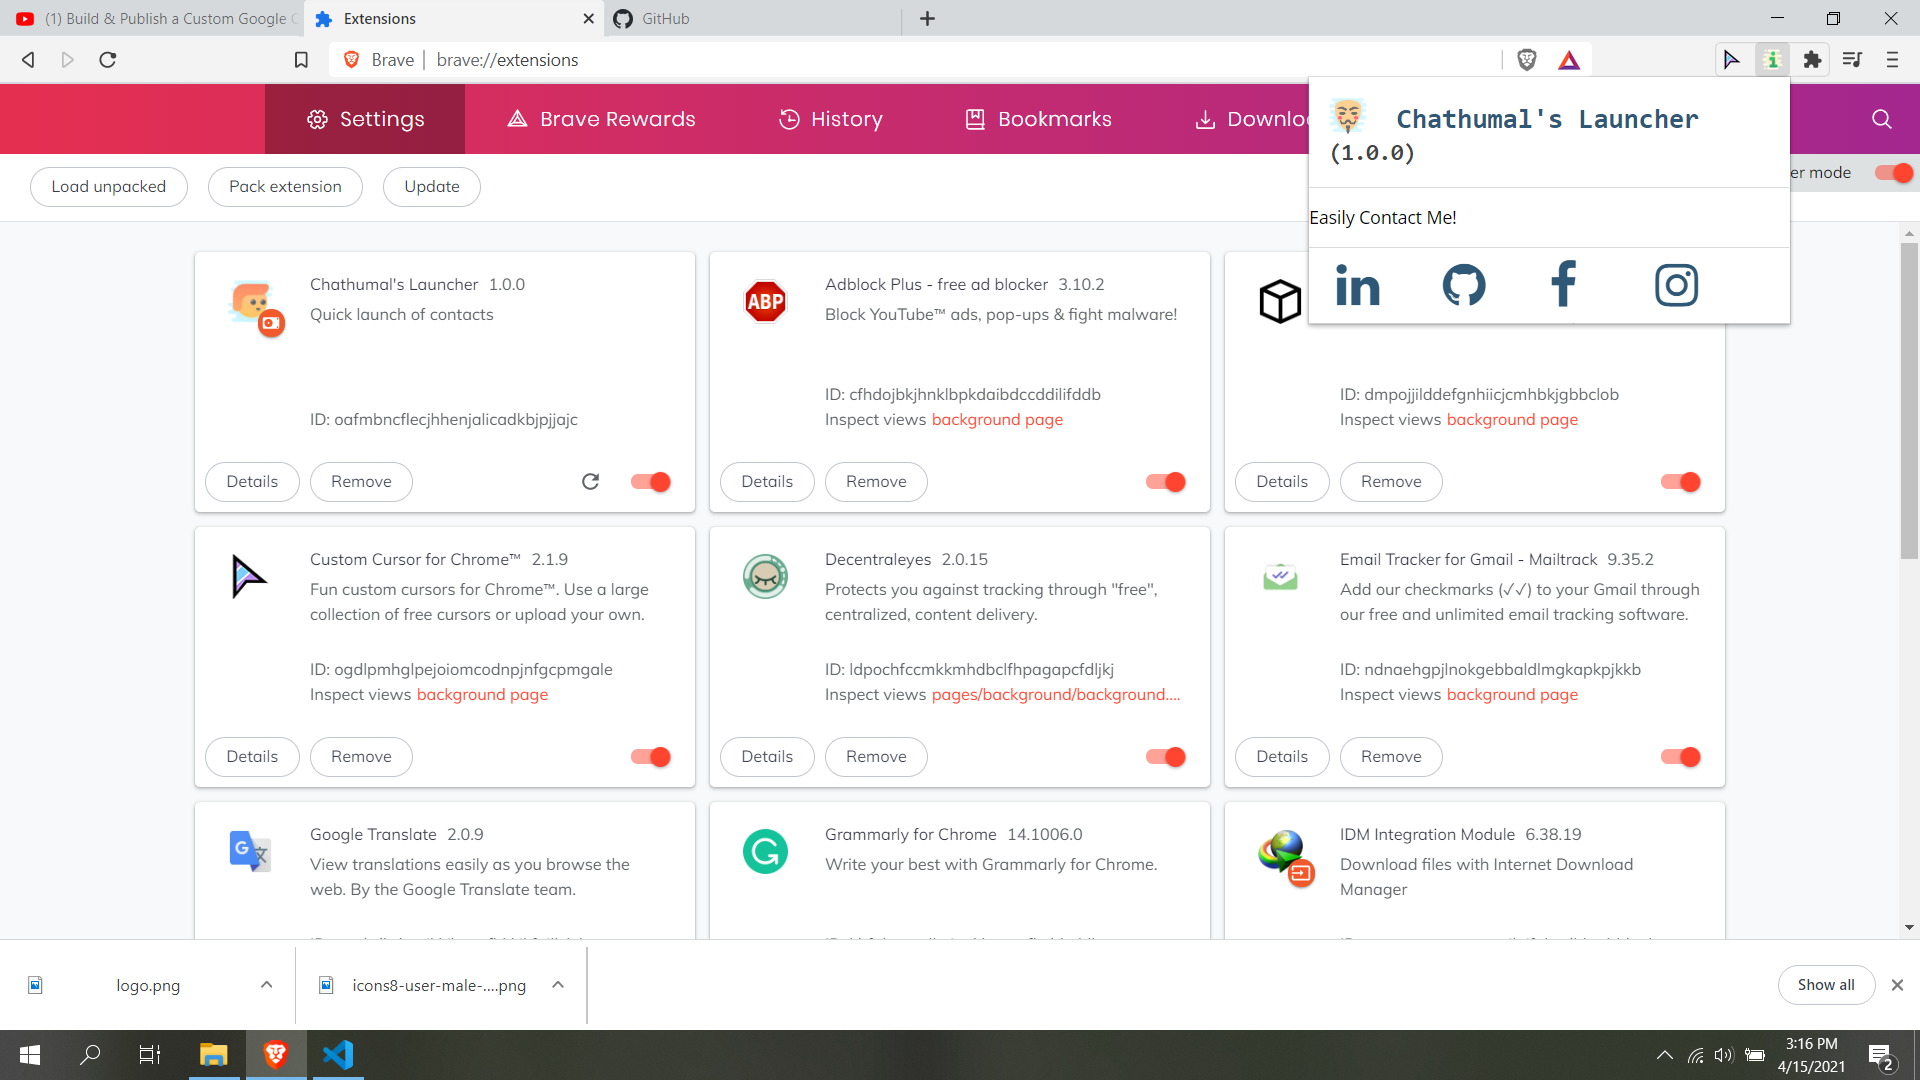 (1) Build & Publish a Custom Google C
Extensions
GitHub
Brave
brave://extensions
Settings
Brave Rewards
History
Bookmarks
Chathumal's Launcher
(1.0.0)
Easily Contact Me!
Load unpacked
Pack extension
Update
er mode
Chathumal's Launcher 1.0.0
Quick launch of contacts
ID: oafmbncflecjhhenjalicadkbjpjjajc
Details
Remove
ABP
Adblock Plus - free ad blocker 3.10.2
Block YouTube™ ads, pop-ups & fight malware!
ID: cfhdojbkjhnklbpkdaibdccddilifddb
Inspect views background page
Details
Remove
ID: dmpojjilddefgnhiicjcmhbkjgbbclob
Inspect views background page
Details
Remove
Custom Cursor for Chrome™ 2.1.9
Fun custom cursors for Chrome™. Use a large
collection of free cursors or upload your own.
ID: ogdlpmhglpejoiomcodnpjnfgcpmgale
Inspect views background page
Details
Remove
Decentraleyes 2.0.15
Protects you against tracking through "free",
centralized, content delivery.
ID: ldpochfccmkkmhdbclfhpagapcfdljkj
Inspect views pages/background/background....
Details
Remove
Email Tracker for Gmail - Mailtrack 9.35.2
Add our checkmarks (✓✓) to your Gmail through
our free and unlimited email tracking software.
ID: ndnaehgpjlnokgebbaldlmgkapkpjkkb
Inspect views background page
Details
Remove
Google Translate 2.0.9
View translations easily as you browse the
web. By the Google Translate team.
Grammarly for Chrome 14.1006.0
Write your best with Grammarly for Chrome.
IDM Integration Module 6.38.19
Download files with Internet Download
Manager
logo.png
icons8-user-male-....png
Show all
3:16 PM
4/15/2021
2